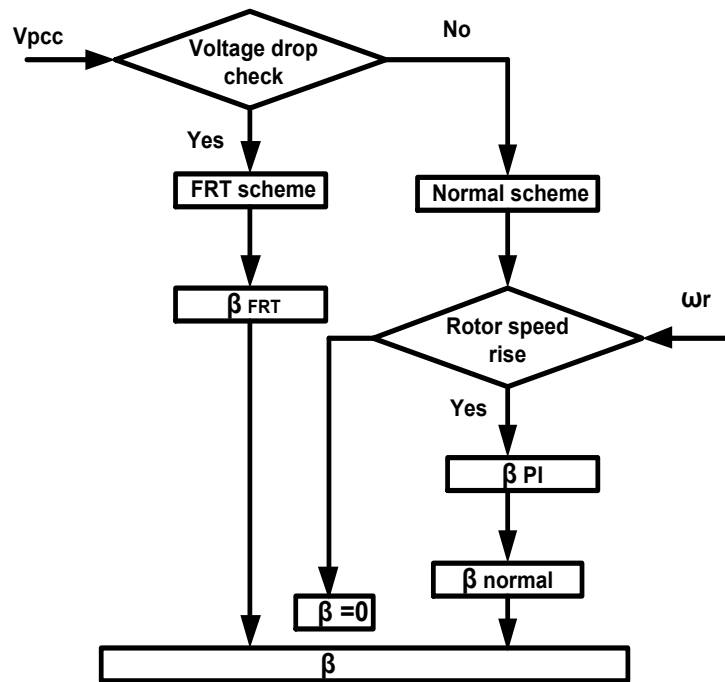 Vpcc
No
Voltage drop
check
Yes
FRT scheme
Normal scheme
β FRT
ωr
Rotor speed
rise
Yes
β PI
β normal
β =0
β